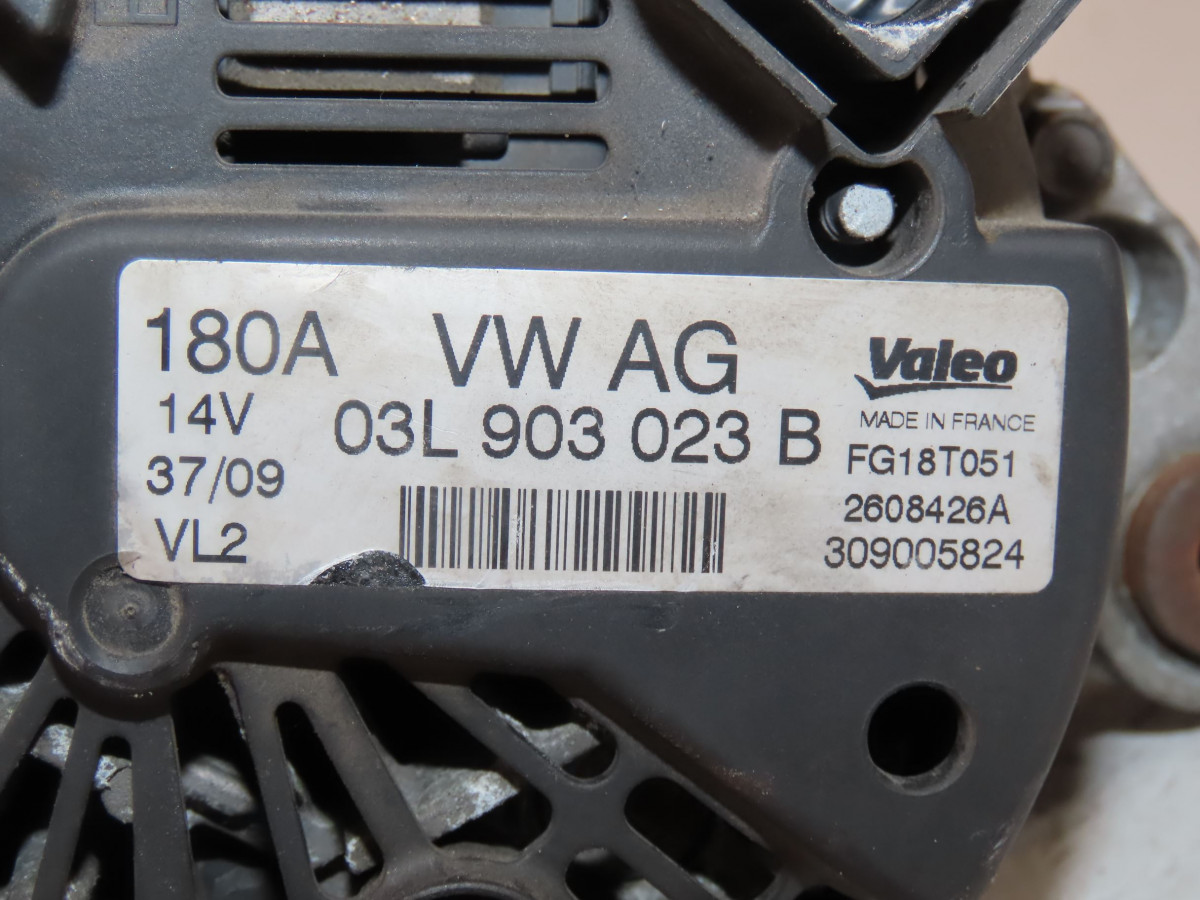 180A VW AG Valeo
14V 03L 903 023 B MADE IN FRANCE
37/09 FG18T051
2608426A
VL2 309005824